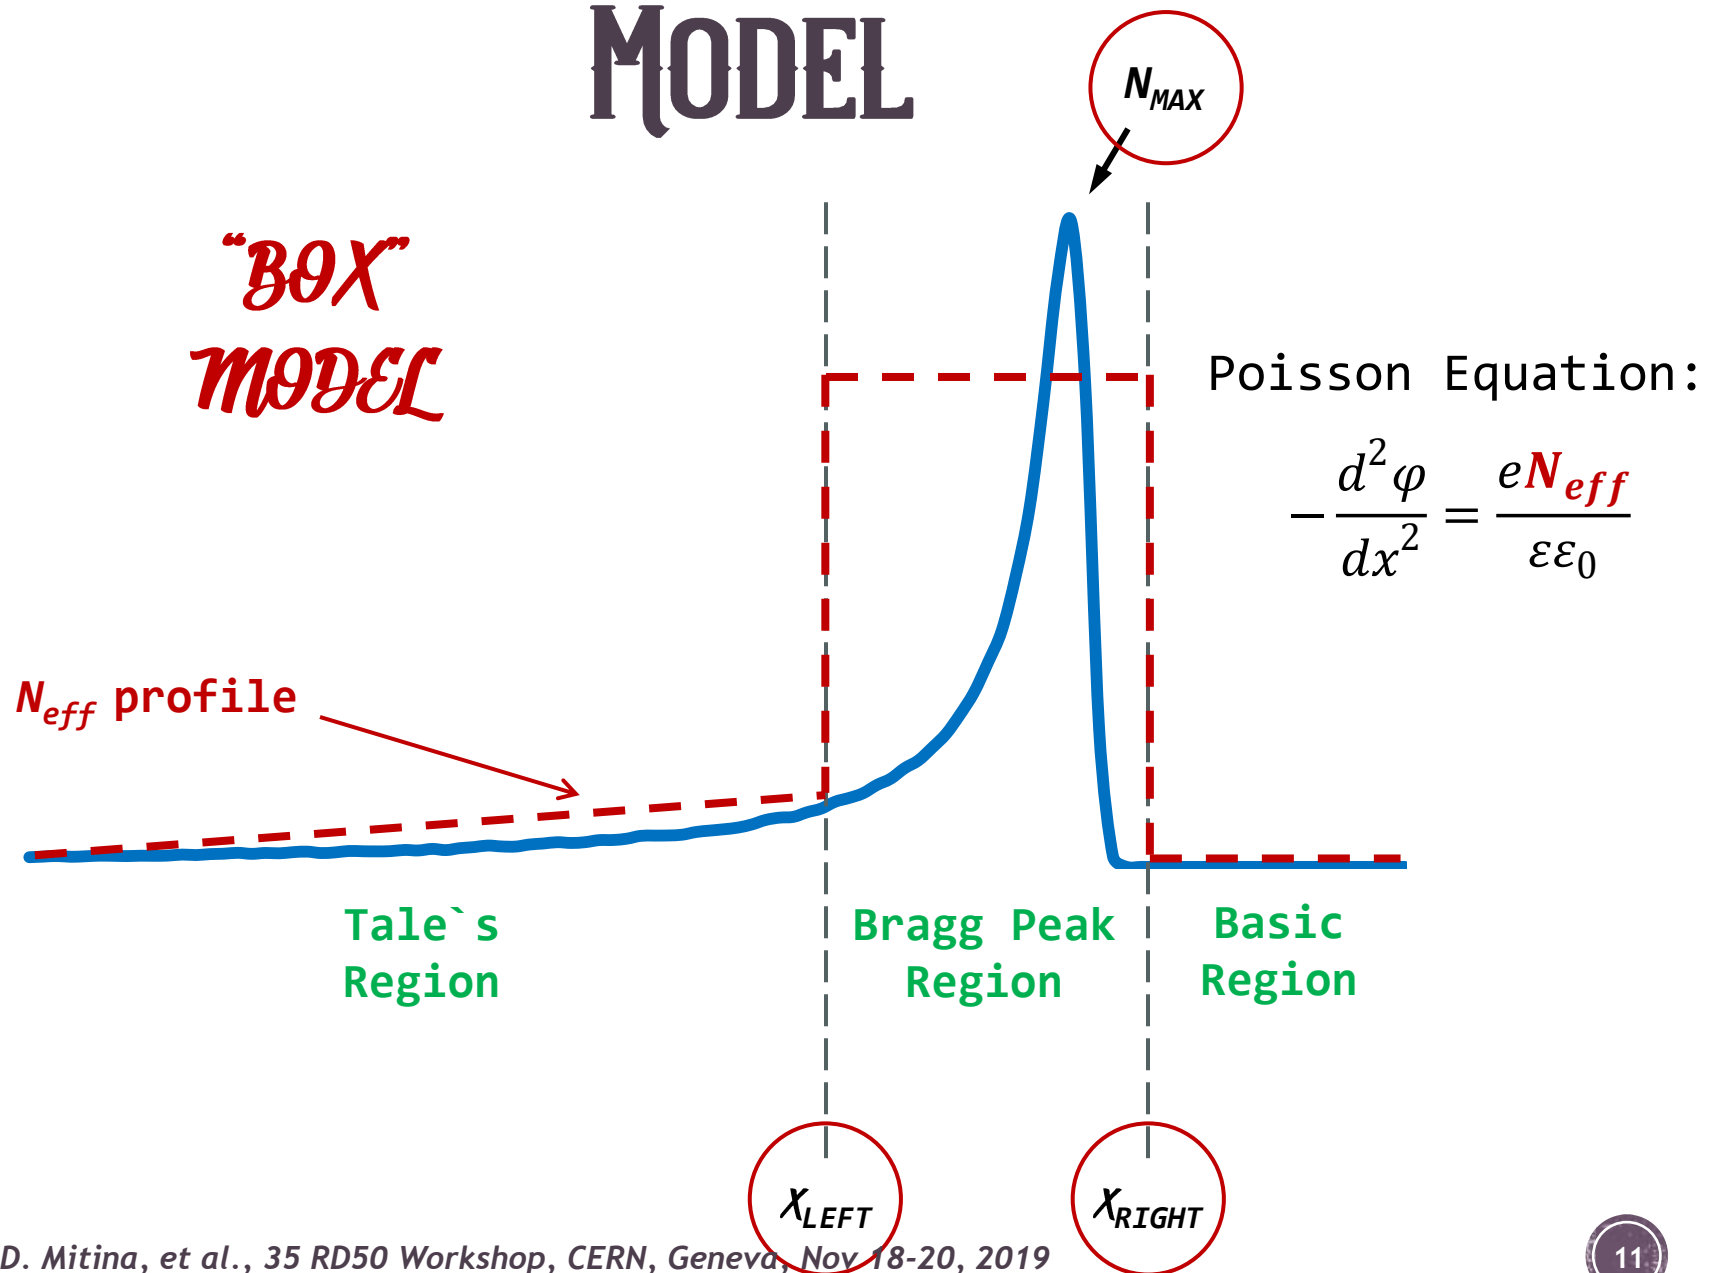 MODEL
N_MAX
“BOX”
MODEL
Poisson Equation:
−d²φ/dx² = eN_eff/εε₀
N_eff profile
Tale`s
Region
Bragg Peak
Region
Basic
Region
X_LEFT
X_RIGHT
D. Mitina, et al., 35 RD50 Workshop, CERN, Geneva, Nov 18-20, 2019
11